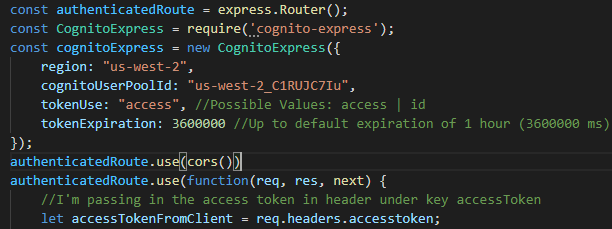 const authenticatedRoute = express.Router();
const CognitoExpress = require('cognito-express');
const cognitoExpress = new CognitoExpress({
    region: "us-west-2",
    cognitoUserPoolId: "us-west-2_C1RUJC7Iu",
    tokenUse: "access", //Possible Values: access | id
    tokenExpiration: 3600000 //Up to default expiration of 1 hour (3600000 ms)
});
authenticatedRoute.use(cors())
authenticatedRoute.use(function(req, res, next) {
    //I'm passing in the access token in header under key accessToken
    let accessTokenFromClient = req.headers.accesstoken;